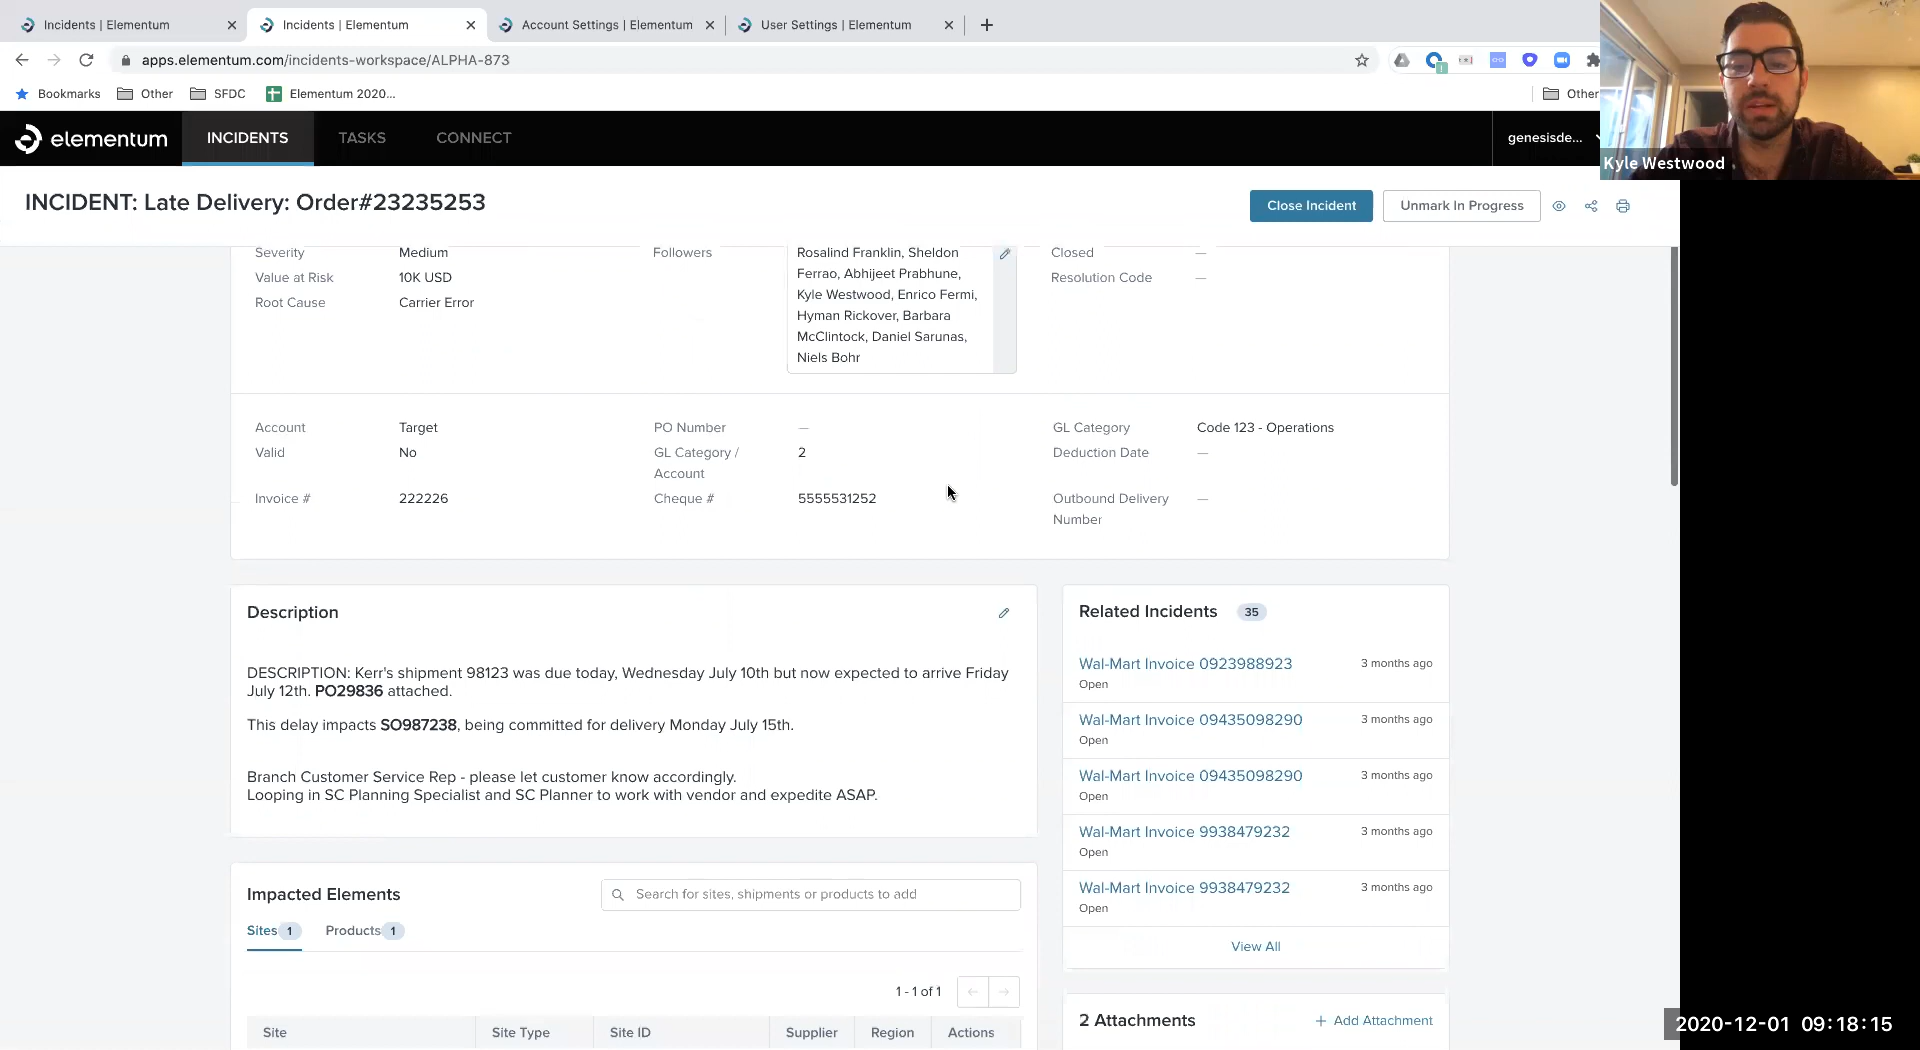 Incidents | Elementum
Incidents | Elementum
Account Settings | Elementum
User Settings | Elementum
apps.elementum.com/incidents-workspace/ALPHA-873
Bookmarks
Other
SFDC
Elementum 2020...
Other
elementum
INCIDENTS
TASKS
CONNECT
genesisde...
Kyle Westwood
INCIDENT: Late Delivery: Order#23235253
Close Incident
Unmark In Progress
Severity
Medium
Value at Risk
10K USD
Root Cause
Carrier Error
Followers
Rosalind Franklin, Sheldon
Ferrao, Abhijeet Prabhune,
Kyle Westwood, Enrico Fermi,
Hyman Rickover, Barbara
McClintock, Daniel Sarunas,
Niels Bohr
Closed
—
Resolution Code
—
Account
Target
Valid
No
Invoice #
222226
PO Number
—
GL Category /
Account
2
Cheque #
5555531252
GL Category
Code 123 - Operations
Deduction Date
—
Outbound Delivery
Number
—
Description
DESCRIPTION: Kerr's shipment 98123 was due today, Wednesday July 10th but now expected to arrive Friday
July 12th. PO29836 attached.
This delay impacts SO987238, being committed for delivery Monday July 15th.
Branch Customer Service Rep - please let customer know accordingly.
Looping in SC Planning Specialist and SC Planner to work with vendor and expedite ASAP.
Related Incidents 35
Wal-Mart Invoice 0923988923
3 months ago
Open
Wal-Mart Invoice 09435098290
3 months ago
Open
Wal-Mart Invoice 09435098290
3 months ago
Open
Wal-Mart Invoice 9938479232
3 months ago
Open
Wal-Mart Invoice 9938479232
3 months ago
Open
View All
Impacted Elements
Search for sites, shipments or products to add
Sites 1
Products 1
1 - 1 of 1
Site
Site Type
Site ID
Supplier
Region
Actions
2 Attachments
+ Add Attachment
2020-12-01 09:18:15